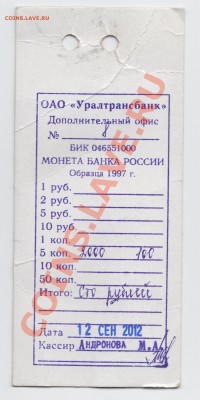 COINS.LAVE.RU
ОАО «Уралтрансбанк»
Дополнительный офис
№ 8
БИК 046551000
МОНЕТА БАНКА РОССИИ
Образца 1997 г.
1 руб.
2 руб.
5 руб.
10 руб.
1 коп.
5 коп. 2000 100
10 коп.
50 коп.
Итого: Сто рублей
Дата 12 СЕН 2012
Кассир АНДРОНОВА М.А.